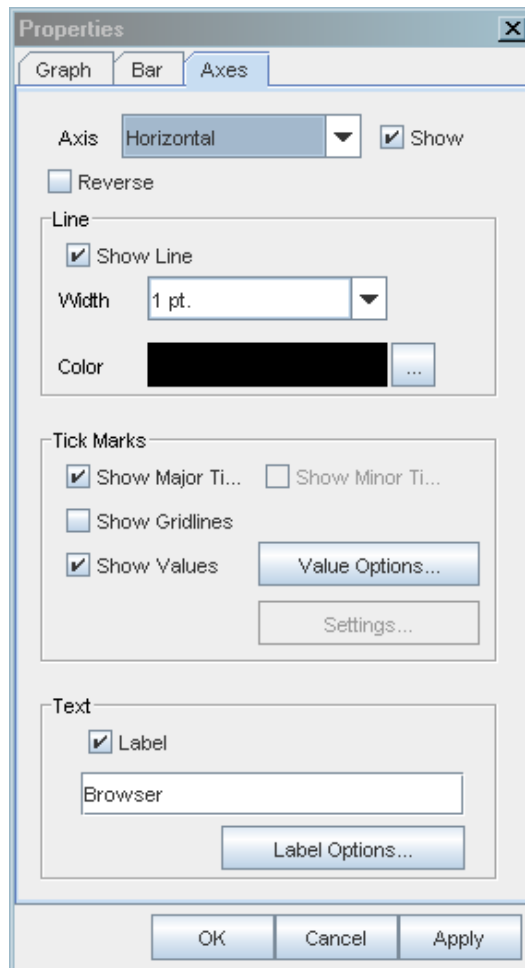 Properties
Graph Bar Axes
Axis Horizontal Show
Reverse
Line
Show Line
Width 1 pt.
Color ...
Tick Marks
Show Major Ti... Show Minor Ti...
Show Gridlines
Show Values Value Options...
Settings...
Text
Label
Browser
Label Options...
OK Cancel Apply